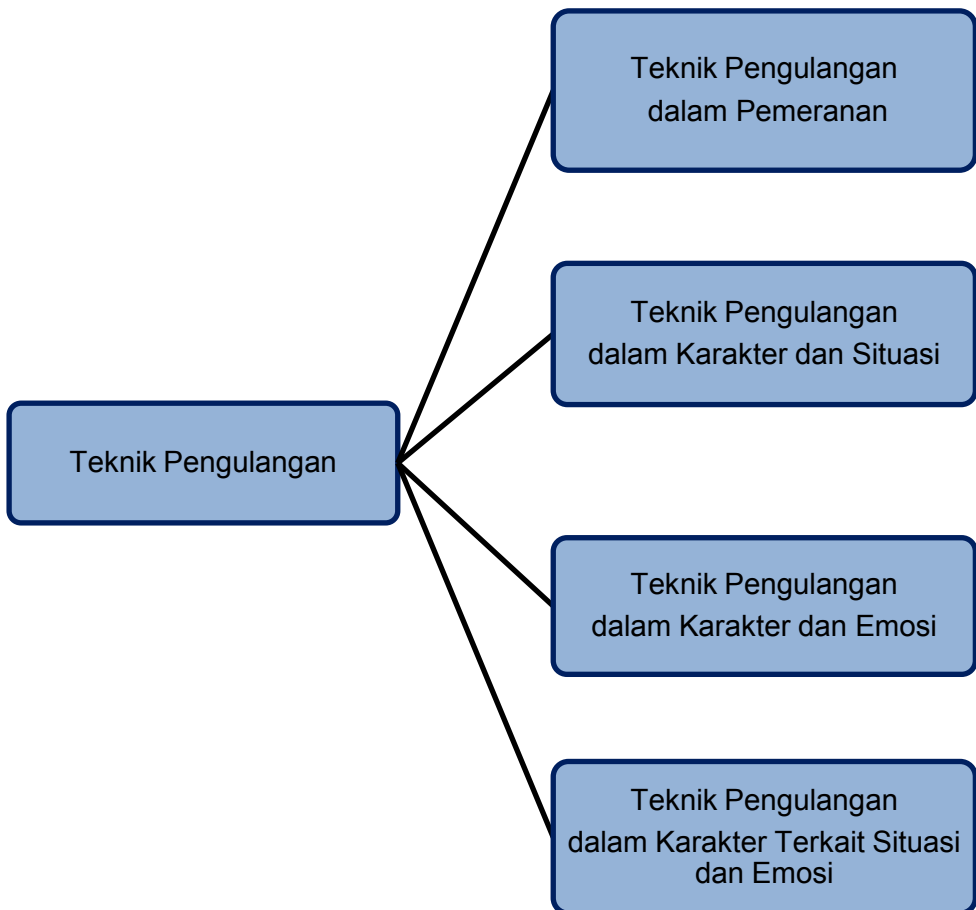 Teknik Pengulangan
dalam Pemeranan
Teknik Pengulangan
dalam Karakter dan Situasi
Teknik Pengulangan
Teknik Pengulangan
dalam Karakter dan Emosi
Teknik Pengulangan
dalam Karakter Terkait Situasi
dan Emosi